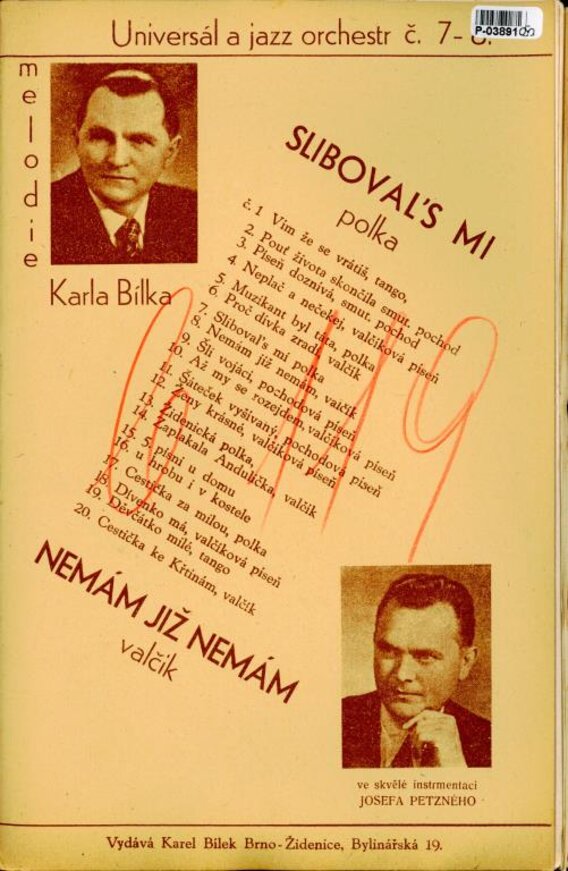 Universál a jazz orchestr č. 7-8.
P-03891
melodie
Karla Bílka
SLIBOVAL'S MI
polka
č. 1 Vím že se vrátíš, tango,
2. Pouť života skončila smut. pochod
3. Píseň doznívá, smut. pochod
4. Neplač a nečekej, valčíková píseň
5. Muzikant byl táta, polka
6. Proč dívka zradí, valčík
7. Sliboval's mi polka
8. Nemám již nemám, valčík
9. Šli vojáci, pochodová píseň
10. Až my se rozejdem, valčíková píseň
11. Šáteček vyšívaný, pochodová píseň
12. Ženy krásné, valčíková píseň
13. Židenická polka,
14. Zaplakala Andulička, valčík
15. 5. písní u domu
16. u hrobu i v kostele
17. Cestička za milou, polka
18. Divenko má, valčíková píseň
19. Děvčátko milé, tango
20. Cestička ke Křtinám, valčík
6119
NEMÁM JIŽ NEMÁM
valčík
ve skvělé instrmentaci
JOSEFA PETZNÉHO
Vydává Karel Bílek Brno-Židenice, Bylinářská 19.